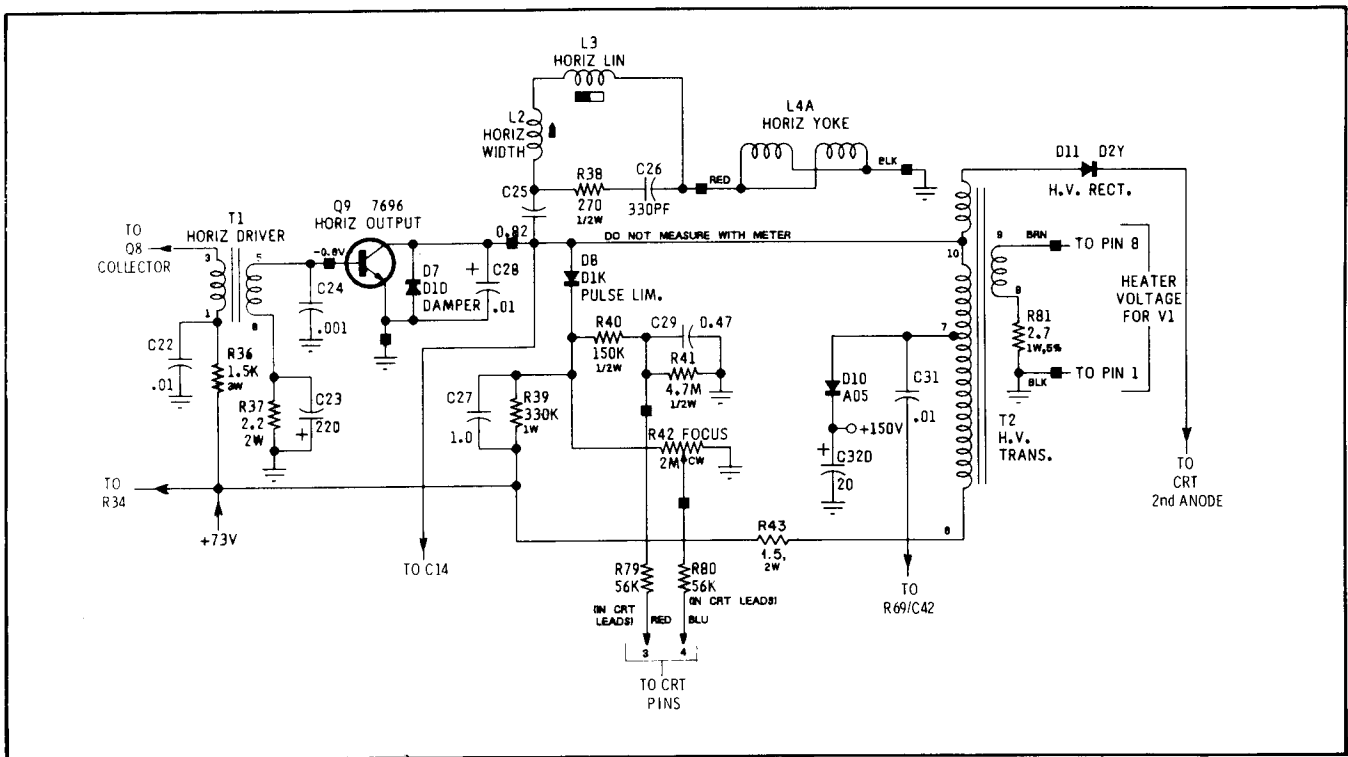 L3
HORIZ LIN
L2
HORIZ
WIDTH
L4A
HORIZ YOKE
R38
270
1/2W
C26
330PF
RED
BLK
C25
0.82
D11 D2Y
H.V. RECT.
T1
HORIZ DRIVER
TO
Q8
COLLECTOR
3
5
1
6
Q9 7696
HORIZ OUTPUT
-0.6V
DO NOT MEASURE WITH METER
C24
.001
D7
D1D
DAMPER
+
C28
.01
D8
D1K
PULSE LIM.
10
9
BRN
TO PIN 8
HEATER
VOLTAGE
FOR V1
R81
2.7
1W,5%
BLK
TO PIN 1
C22
.01
R36
1.5K
3W
R37
2.2
2W
C23
220
+
R40
150K
1/2W
C29
0.47
R41
4.7M
1/2W
7
D10
A05
C31
.01
T2
H.V.
TRANS.
C27
1.0
R39
330K
1W
R42 FOCUS
2M
CW
+150V
+
C32D
20
TO
R34
+73V
TO C14
R43
1.5,
2W
TO
CRT
2nd ANODE
R79
56K
(IN CRT
LEADS)
RED
R80
56K
(IN CRT LEADS)
BLU
TO
R69/C42
3
4
TO CRT
PINS